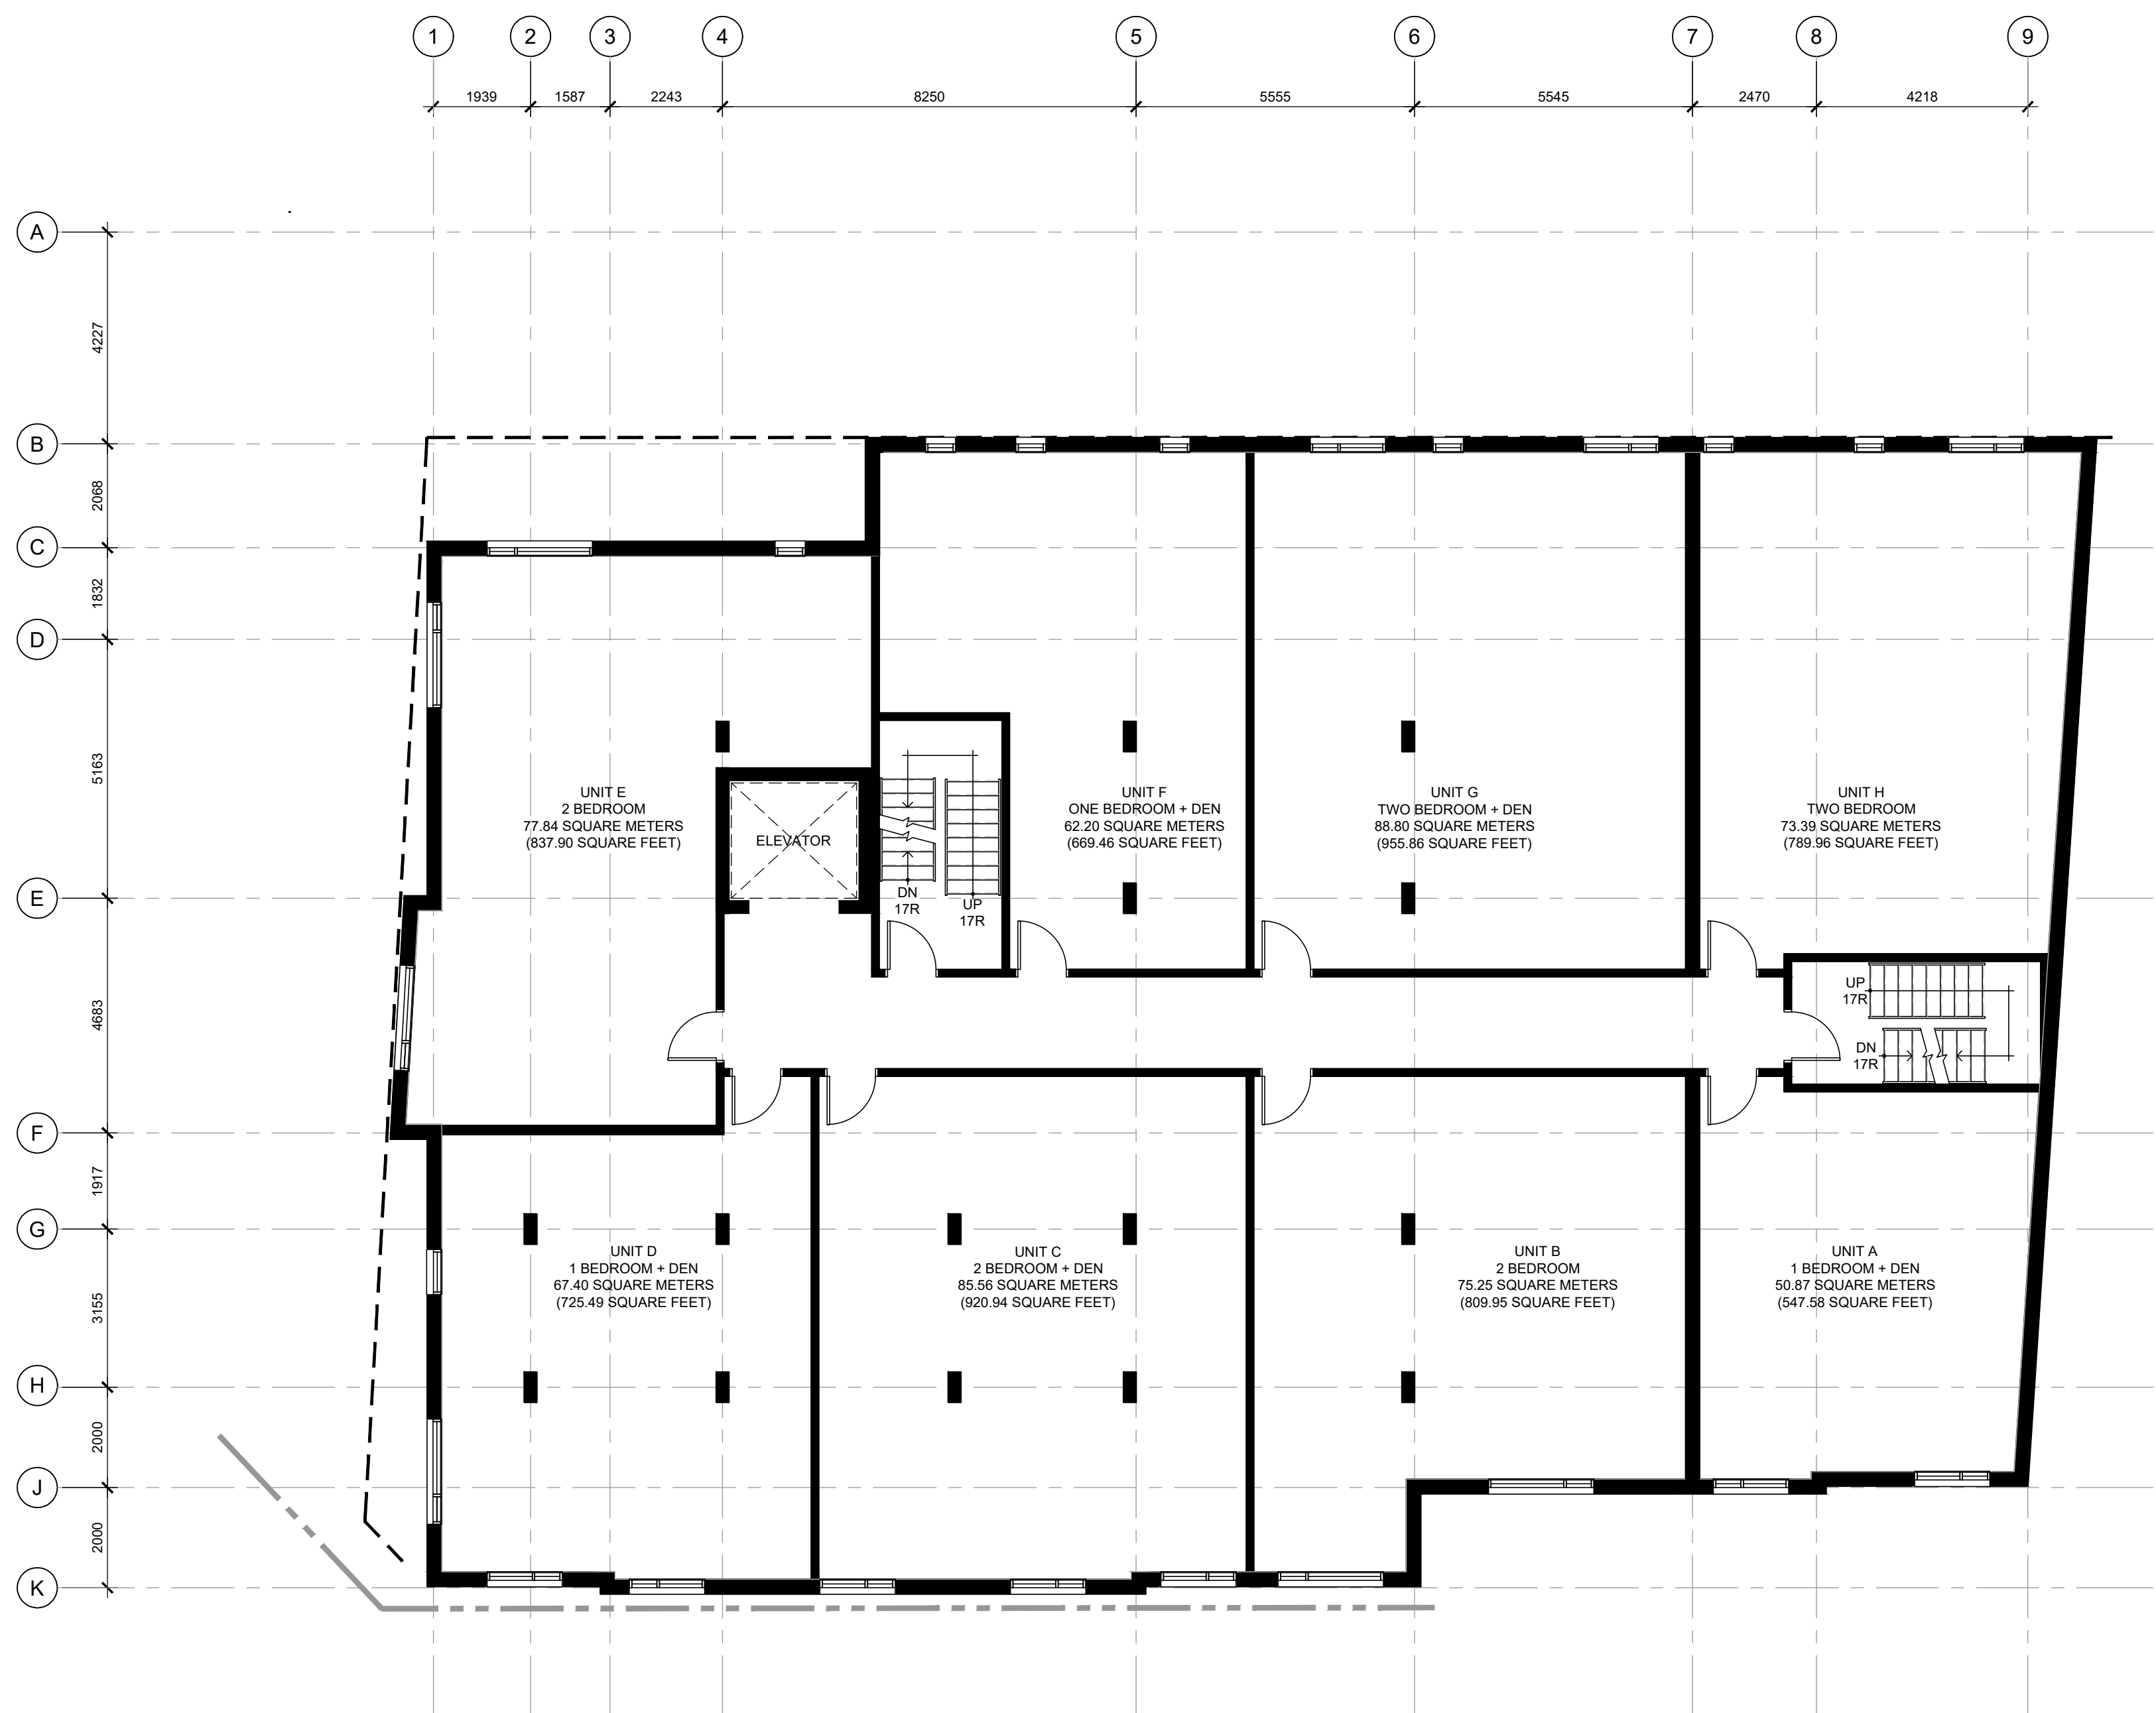 1 2 3 4 5 6 7 8 9
1939 1587 2243 8250 5555 5545 2470 4218
A
4227
B
2068
C
1832
D
5163
E
4683
F
1917
G
3155
H
2000
J
2000
K
UNIT E
2 BEDROOM
77.84 SQUARE METERS
(837.90 SQUARE FEET)
ELEVATOR
DN
17R
UP
17R
UNIT F
ONE BEDROOM + DEN
62.20 SQUARE METERS
(669.46 SQUARE FEET)
UNIT G
TWO BEDROOM + DEN
88.80 SQUARE METERS
(955.86 SQUARE FEET)
UNIT H
TWO BEDROOM
73.39 SQUARE METERS
(789.96 SQUARE FEET)
UP
17R
DN
17R
UNIT D
1 BEDROOM + DEN
67.40 SQUARE METERS
(725.49 SQUARE FEET)
UNIT C
2 BEDROOM + DEN
85.56 SQUARE METERS
(920.94 SQUARE FEET)
UNIT B
2 BEDROOM
75.25 SQUARE METERS
(809.95 SQUARE FEET)
UNIT A
1 BEDROOM + DEN
50.87 SQUARE METERS
(547.58 SQUARE FEET)